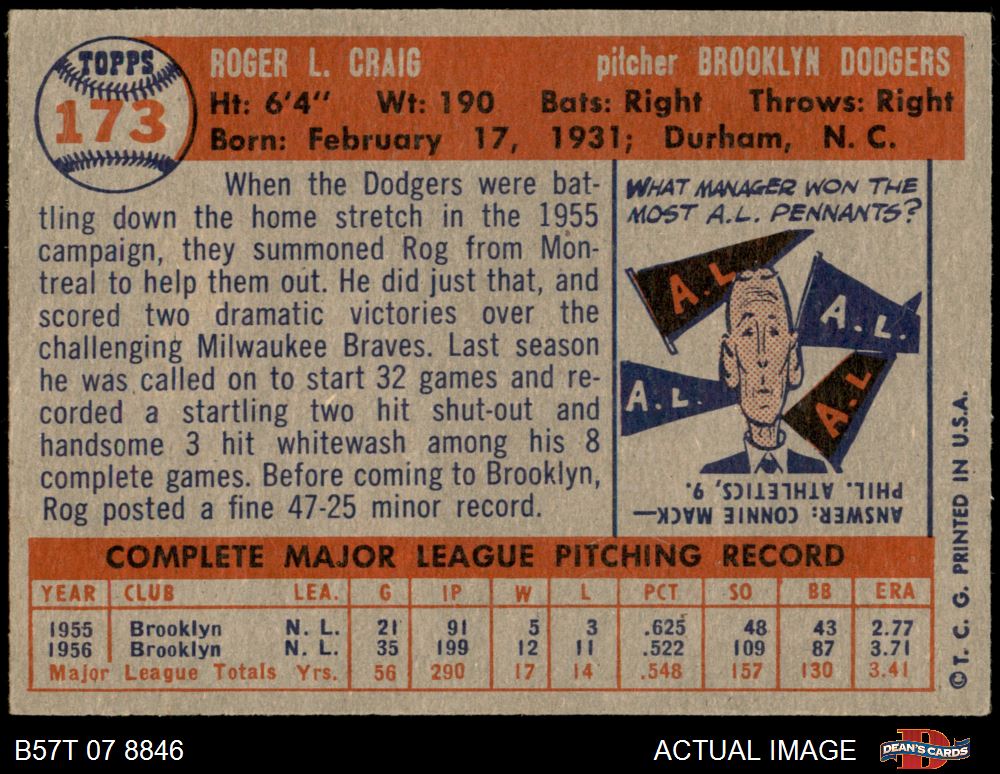 TOPPS
173
ROGER L. CRAIG pitcher BROOKLYN DODGERS
Ht: 6'4" Wt: 190 Bats: Right Throws: Right
Born: February 17, 1931; Durham, N. C.
When the Dodgers were bat-
tling down the home stretch in the 1955
campaign, they summoned Rog from Mon-
treal to help them out. He did just that, and
scored two dramatic victories over the
challenging Milwaukee Braves. Last season
he was called on to start 32 games and re-
corded a startling two hit shut-out and
handsome 3 hit whitewash among his 8
complete games. Before coming to Brooklyn,
Rog posted a fine 47-25 minor record.
WHAT MANAGER WON THE
MOST A.L. PENNANTS?
A.L.
A.L.
A.L.
A.L.
ANSWER: CONNIE MACK—
PHIL. ATHLETICS, 9.
COMPLETE MAJOR LEAGUE PITCHING RECORD
YEAR CLUB LEA. G IP W L PCT SO BB ERA
1955 Brooklyn N. L. 21 91 5 3 .625 48 43 2.77
1956 Brooklyn N. L. 35 199 12 11 .522 109 87 3.71
Major League Totals Yrs. 56 290 17 14 .548 157 130 3.41
©T. C. G. PRINTED IN U.S.A.
B57T 07 8846 ACTUAL IMAGE
DEAN'S CARDS